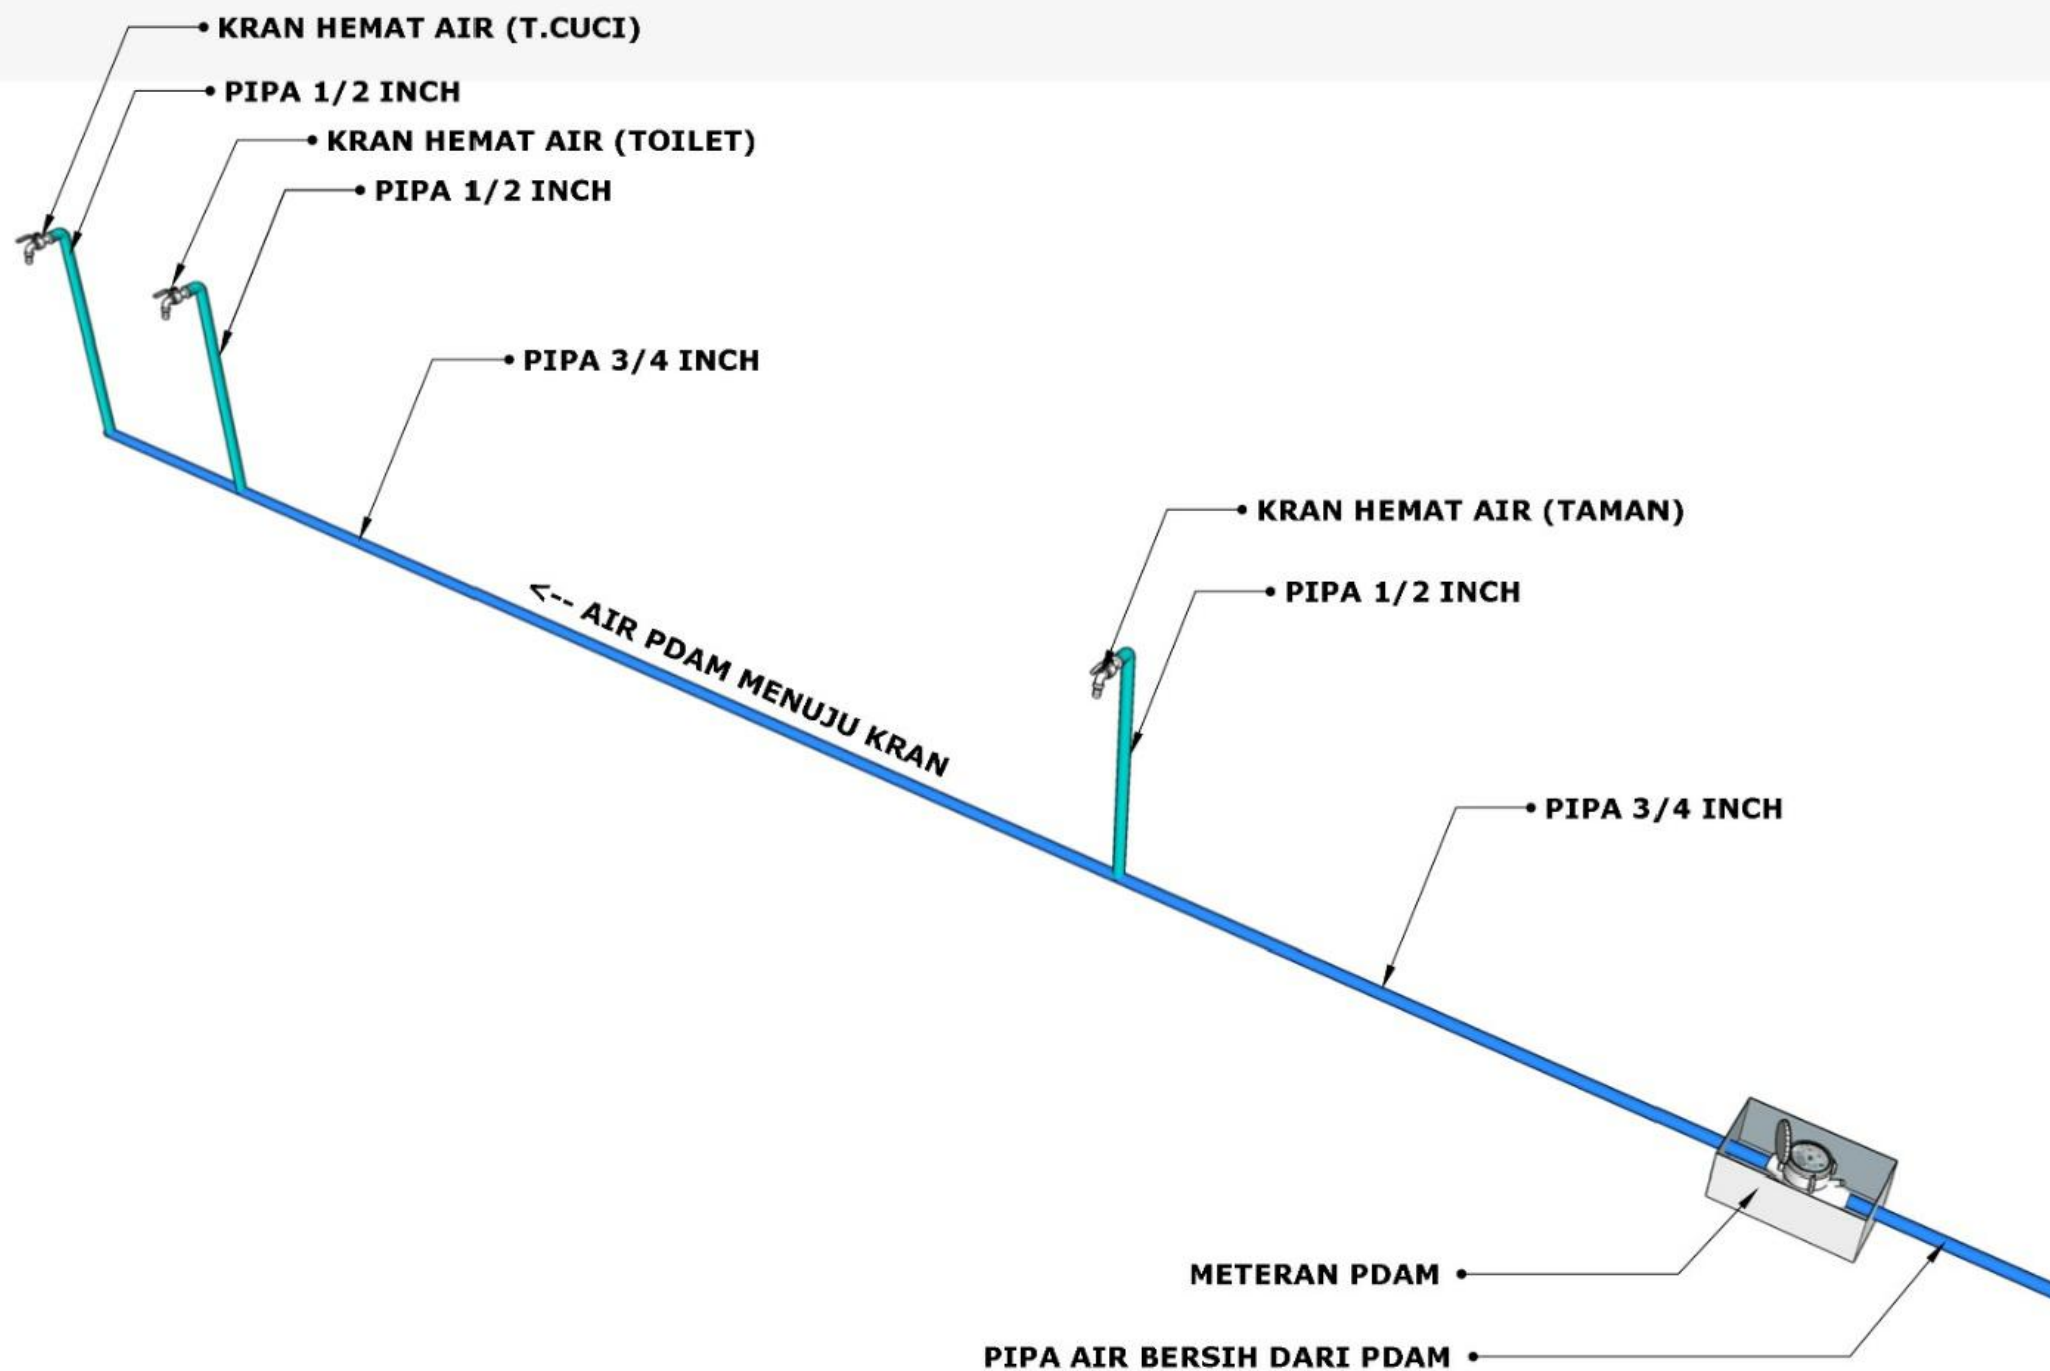 KRAN HEMAT AIR (T.CUCI)
PIPA 1/2 INCH
KRAN HEMAT AIR (TOILET)
PIPA 1/2 INCH
PIPA 3/4 INCH
KRAN HEMAT AIR (TAMAN)
PIPA 1/2 INCH
<-- AIR PDAM MENUJU KRAN
PIPA 3/4 INCH
METERAN PDAM
PIPA AIR BERSIH DARI PDAM